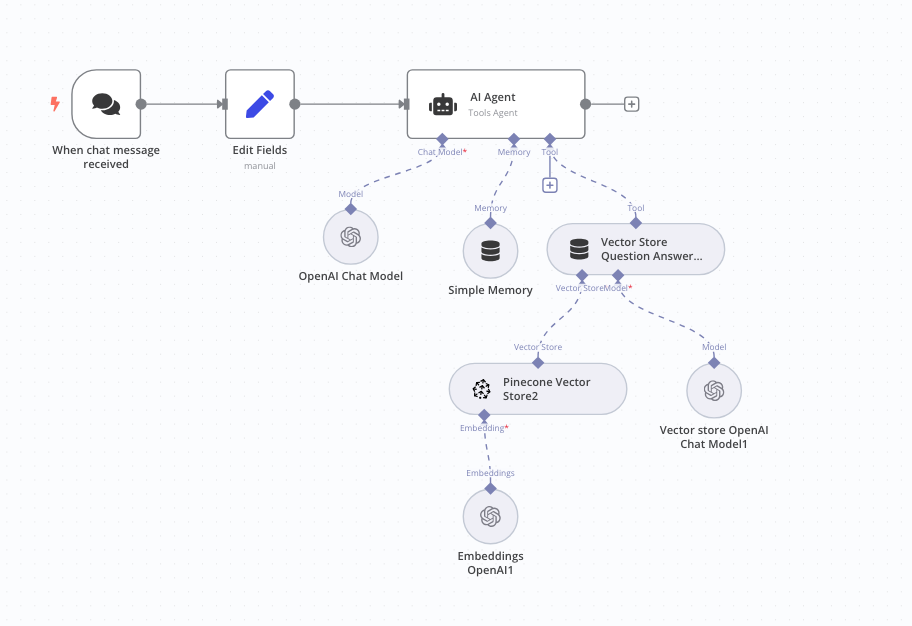 AI Agent
Tools Agent
When chat message
received
Edit Fields
manual
Chat Model*
Memory
Tool
Model
Memory
Tool
OpenAI Chat Model
Simple Memory
Vector Store
Question Answer...
Vector Store
Model*
Vector Store
Model
Pinecone Vector
Store2
Embedding*
Vector store OpenAI
Chat Model1
Embeddings
Embeddings
OpenAI1